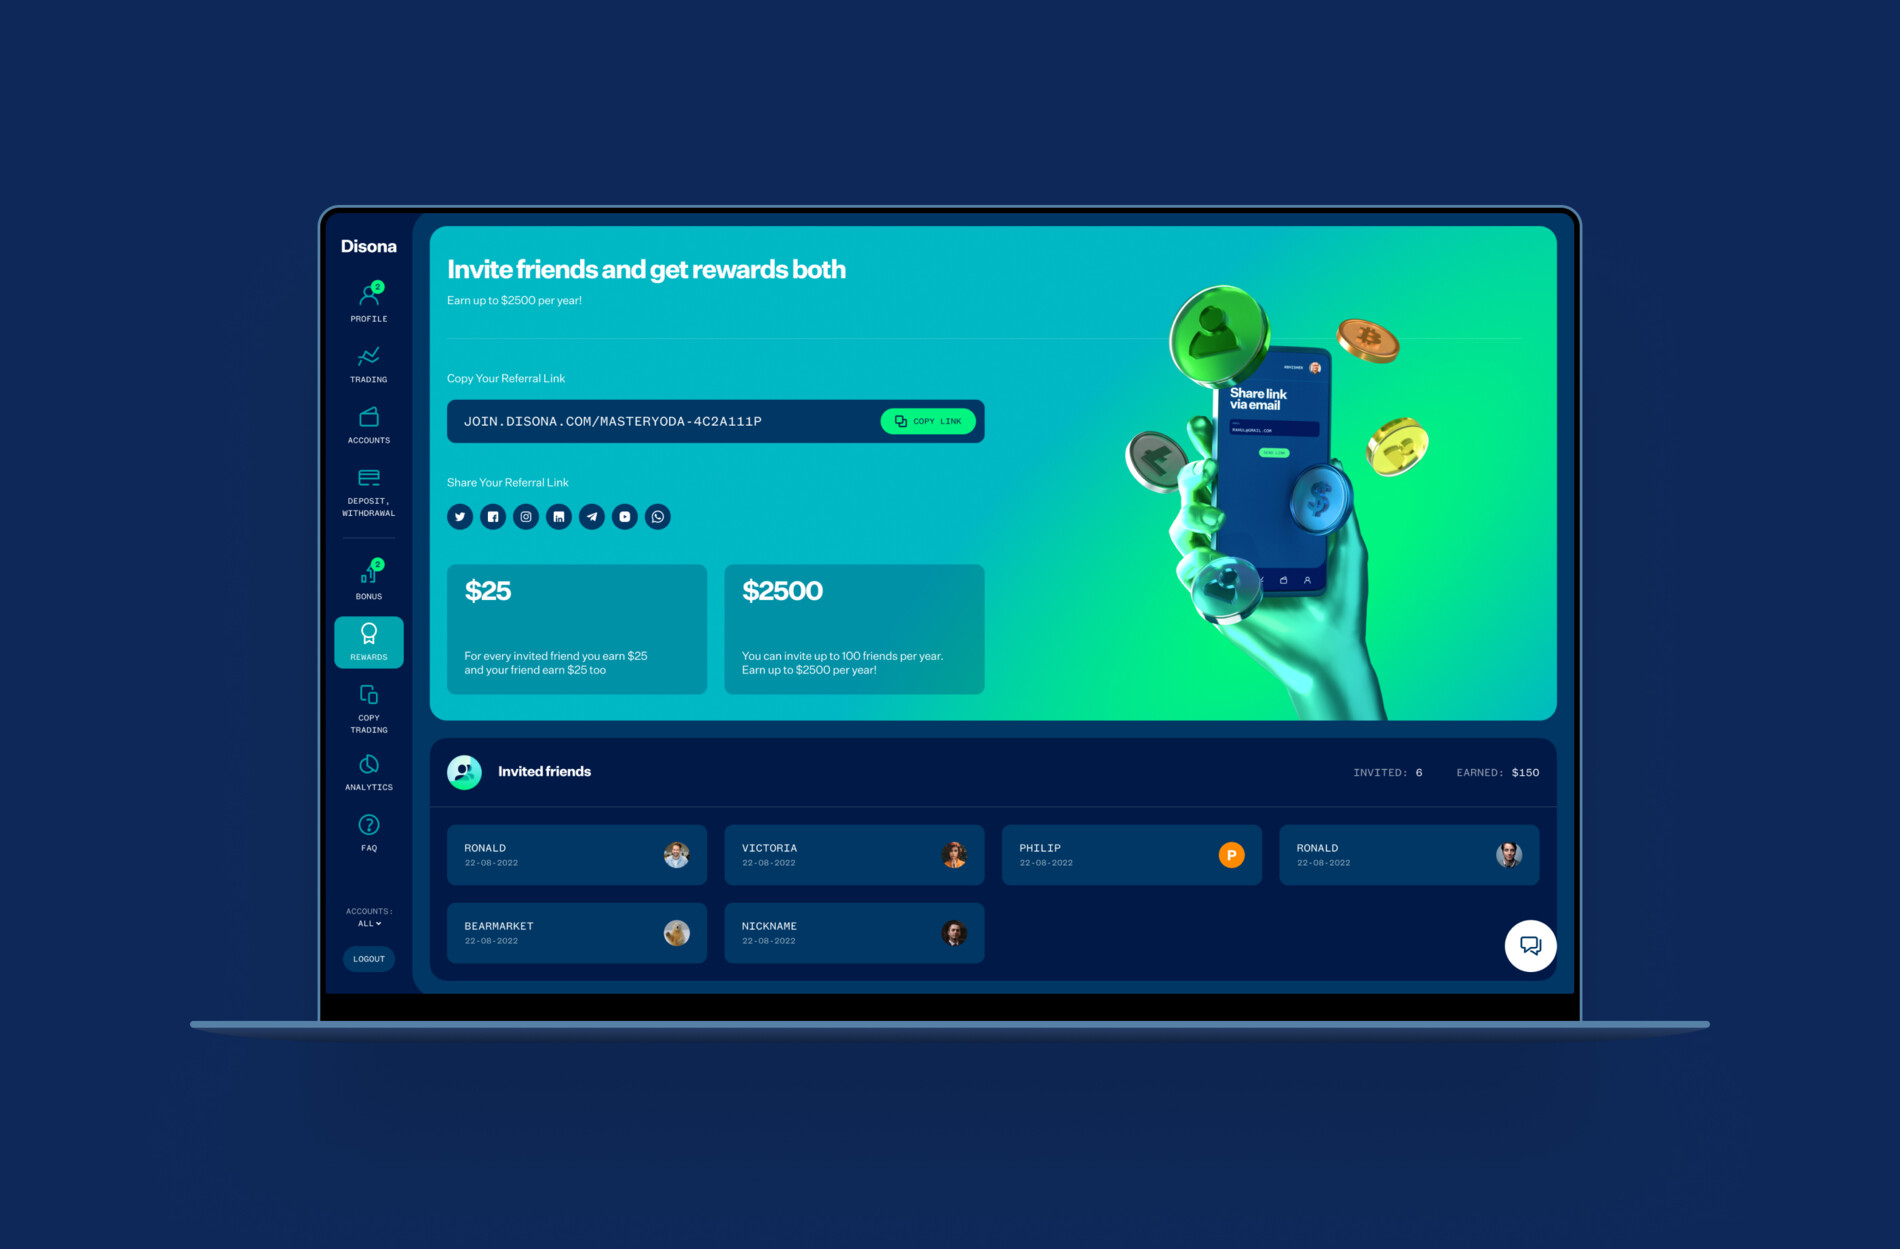 Disona
2
PROFILE
TRADING
ACCOUNTS
DEPOSIT,
WITHDRAWAL
2
BONUS
REWARDS
COPY
TRADING
ANALYTICS
FAQ
ACCOUNTS:
ALL
LOGOUT
Invite friends and get rewards both
Earn up to $2500 per year!
Copy Your Referral Link
JOIN.DISONA.COM/MASTERYODA-4C2A111P
COPY LINK
Share Your Referral Link
$25
For every invited friend you earn $25
and your friend earn $25 too
$2500
You can invite up to 100 friends per year.
Earn up to $2500 per year!
Share link
via email
RAHUL@GMAIL.COM
$
Invited friends
INVITED: 6
EARNED: $150
RONALD
22-08-2022
VICTORIA
22-08-2022
PHILIP
22-08-2022
P
RONALD
22-08-2022
BEARMARKET
22-08-2022
NICKNAME
22-08-2022